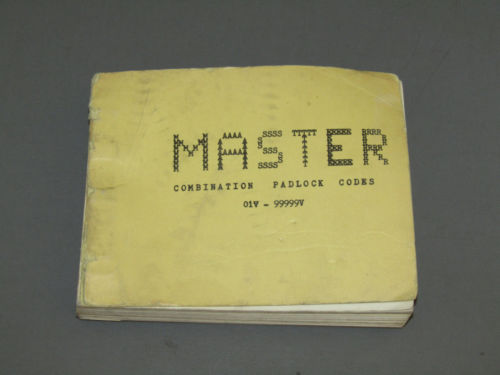 MASTER
COMBINATION PADLOCK CODES
01V - 99999V